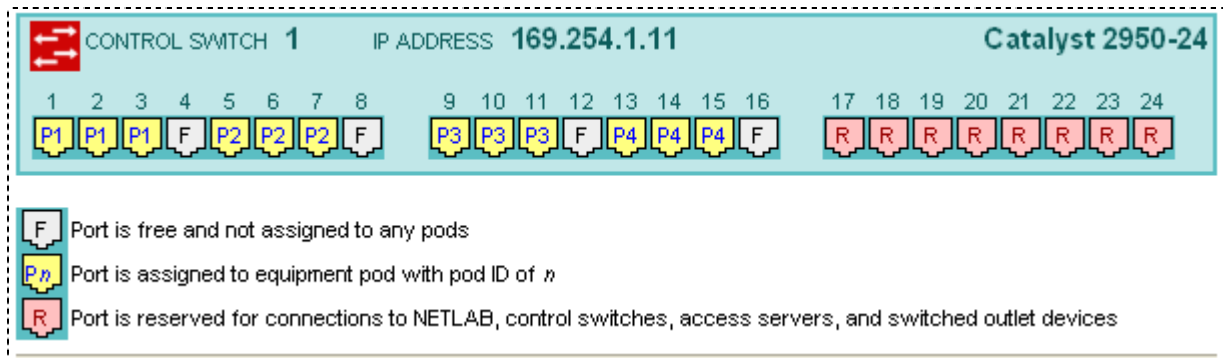 CONTROL SWITCH 1 IP ADDRESS 169.254.1.11 Catalyst 2950-24
1 2 3 4 5 6 7 8 9 10 11 12 13 14 15 16 17 18 19 20 21 22 23 24
P1 P1 P1 F P2 P2 P2 F P3 P3 P3 F P4 P4 P4 F R R R R R R R R
F Port is free and not assigned to any pods
Pn Port is assigned to equipment pod with pod ID of n
R Port is reserved for connections to NETLAB, control switches, access servers, and switched outlet devices